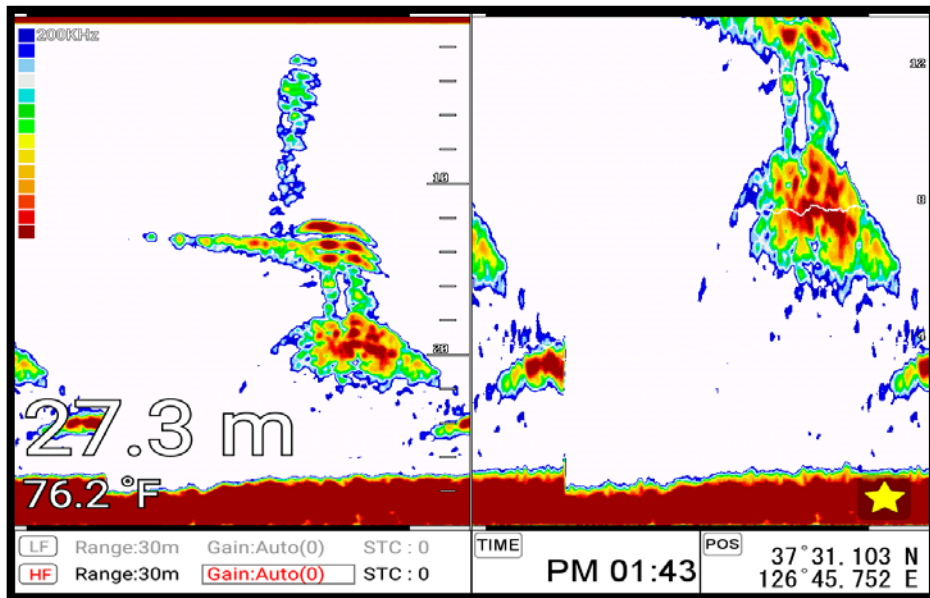 200KHz
10
20
27.3 m
76.2 °F
12
8
4
LF Range:30m Gain:Auto(0) STC : 0
HF Range:30m Gain:Auto(0) STC : 0
TIME
PM 01:43
POS
37°31.103 N
126°45.752 E